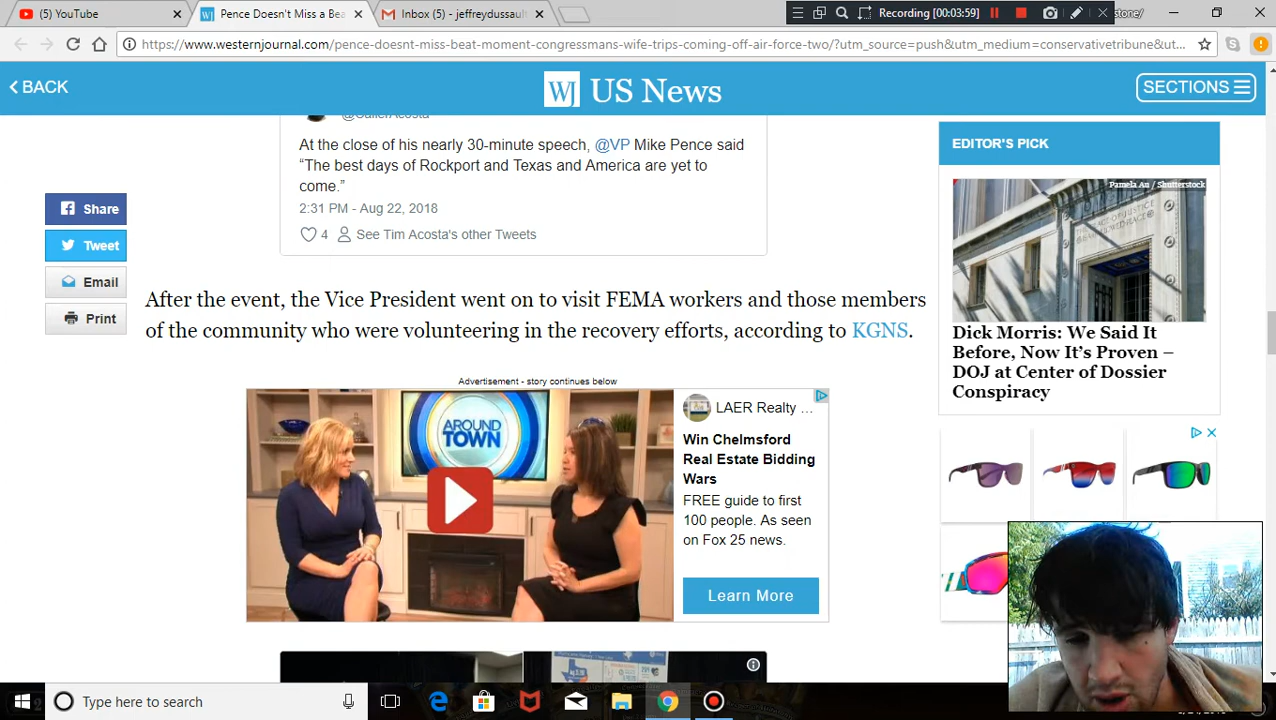 (5) YouTube
Pence Doesn't Miss a Bea
Inbox (5) - jeffreydussault
Recording [00:03:59]
stone/
https://www.westernjournal.com/pence-doesnt-miss-beat-moment-congressmans-wife-trips-coming-off-air-force-two/?utm_source=push&utm_medium=conservativetribune&ut...
BACK
WJ US News
SECTIONS
At the close of his nearly 30-minute speech, @VP Mike Pence said
“The best days of Rockport and Texas and America are yet to
come.”
2:31 PM - Aug 22, 2018
4 See Tim Acosta's other Tweets
Share
Tweet
Email
Print
After the event, the Vice President went on to visit FEMA workers and those members
of the community who were volunteering in the recovery efforts, according to KGNS.
Advertisement - story continues below
AROUND
TOWN
LAER Realty ...
Win Chelmsford
Real Estate Bidding
Wars
FREE guide to first
100 people. As seen
on Fox 25 news.
Learn More
EDITOR'S PICK
Pamela Au / Shutterstock
Dick Morris: We Said It
Before, Now It’s Proven –
DOJ at Center of Dossier
Conspiracy
Type here to search